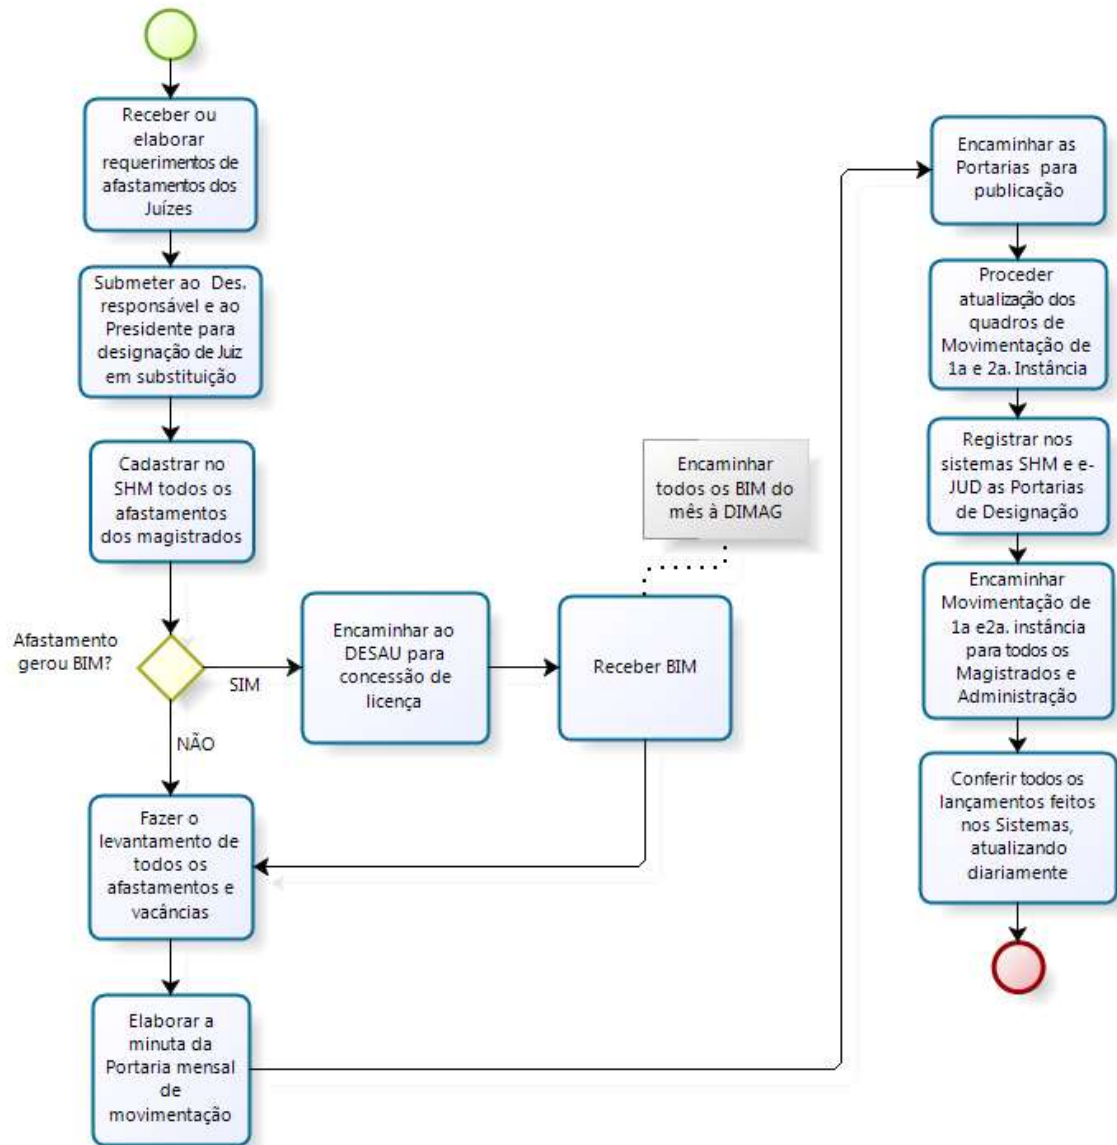 Receber ou
elaborar
requerimentos de
afastamentos dos
Juízes
Submeter ao Des.
responsável e ao
Presidente para
designação de Juiz
em substituição
Cadastrar no
SHM todos os
afastamentos
dos magistrados
Afastamento
gerou BIM?
SIM
NÃO
Encaminhar ao
DESAU para
concessão de
licença
Receber BIM
Encaminhar
todos os BIM do
mês à DIMAG
Fazer o
levantamento de
todos os
afastamentos e
vacâncias
Elaborar a
minuta da
Portaria mensal
de
movimentação
Encaminhar as
Portarias para
publicação
Proceder
atualização dos
quadros de
Movimentação de
1a e 2a. Instância
Registrar nos
sistemas SHM e e-
JUD as Portarias
de Designação
Encaminhar
Movimentação de
1a e2a. instância
para todos os
Magistrados e
Administração
Conferir todos os
lançamentos feitos
nos Sistemas,
atualizando
diariamente